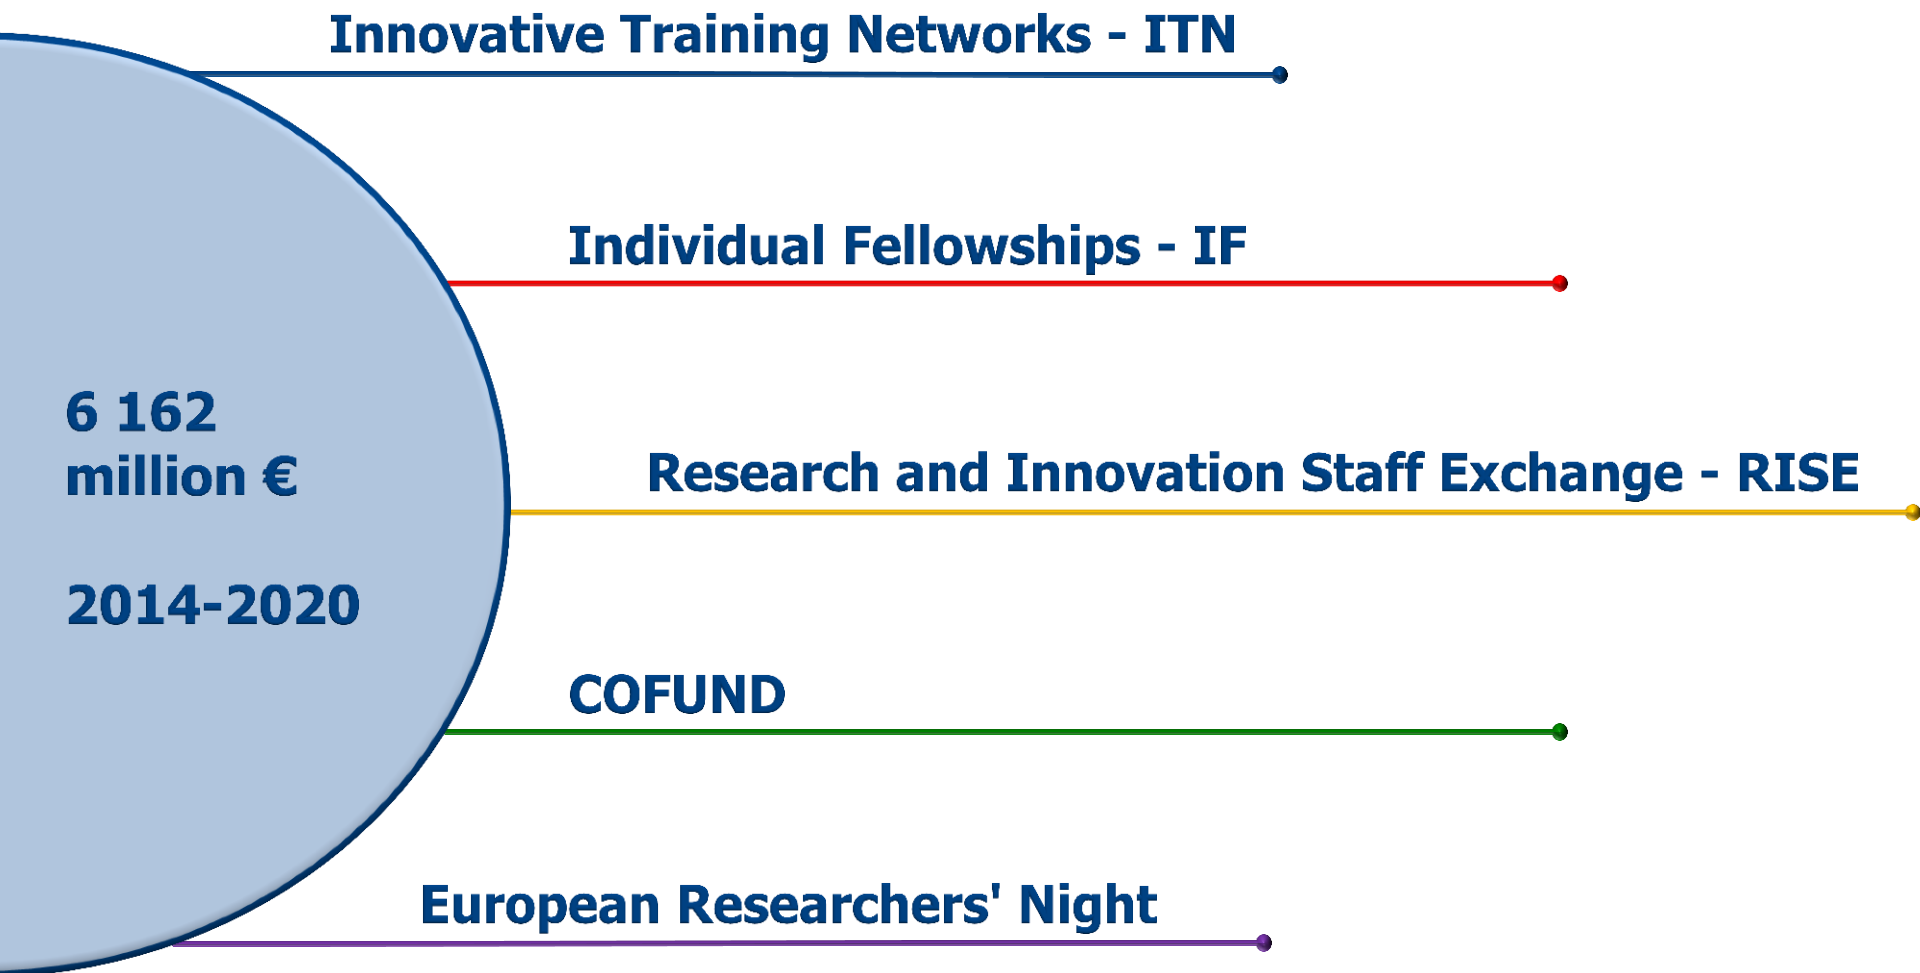 Innovative Training Networks - ITN
Individual Fellowships - IF
6 162
million €
Research and Innovation Staff Exchange - RISE
2014-2020
COFUND
European Researchers' Night